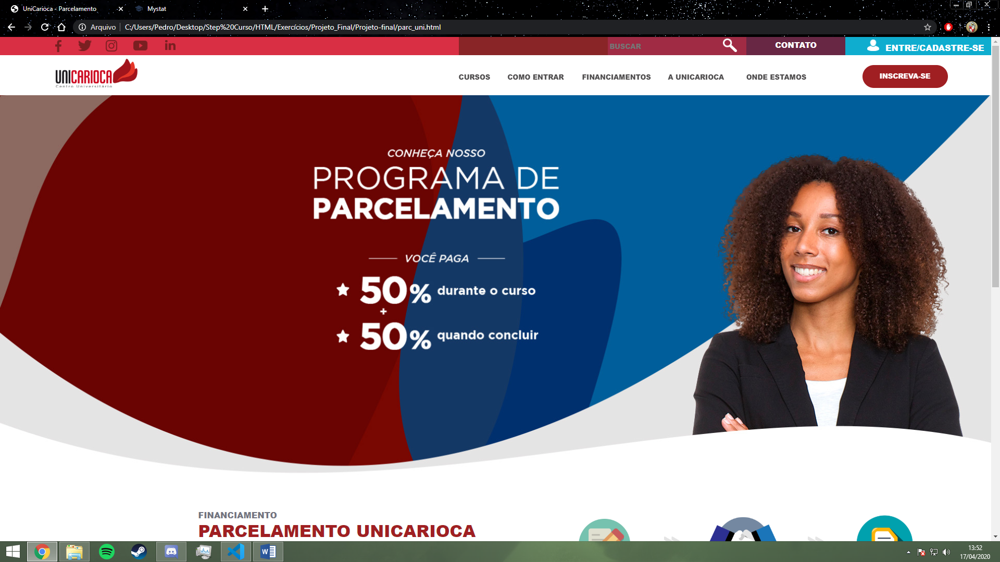 UniCarioca - Parcelamento
Mystat
Arquivo
C:/Users/Pedro/Desktop/Step%20Curso/HTML/Exercícios/Projeto_Final/Projeto-final/parc_uni.html
BUSCAR
CONTATO
ENTRE/CADASTRE-SE
UNICARIOCA
Centro Universitário
CURSOS
COMO ENTRAR
FINANCIAMENTOS
A UNICARIOCA
ONDE ESTAMOS
INSCREVA-SE
CONHEÇA NOSSO
PROGRAMA DE
PARCELAMENTO
VOCÊ PAGA
50% durante o curso
+
50% quando concluir
FINANCIAMENTO
PARCELAMENTO UNICARIOCA
13:52
17/04/2020